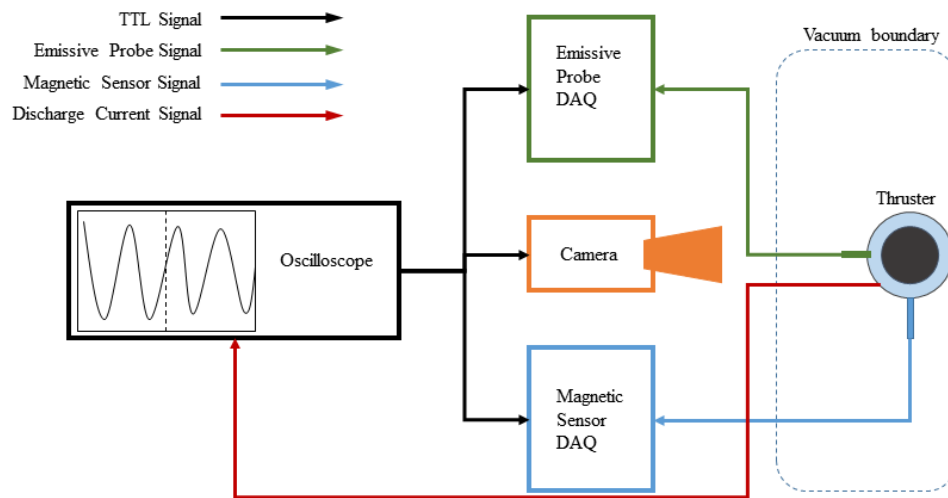 TTL Signal
Emissive Probe Signal
Magnetic Sensor Signal
Discharge Current Signal
Oscilloscope
Emissive
Probe
DAQ
Camera
Magnetic
Sensor
DAQ
Vacuum boundary
Thruster